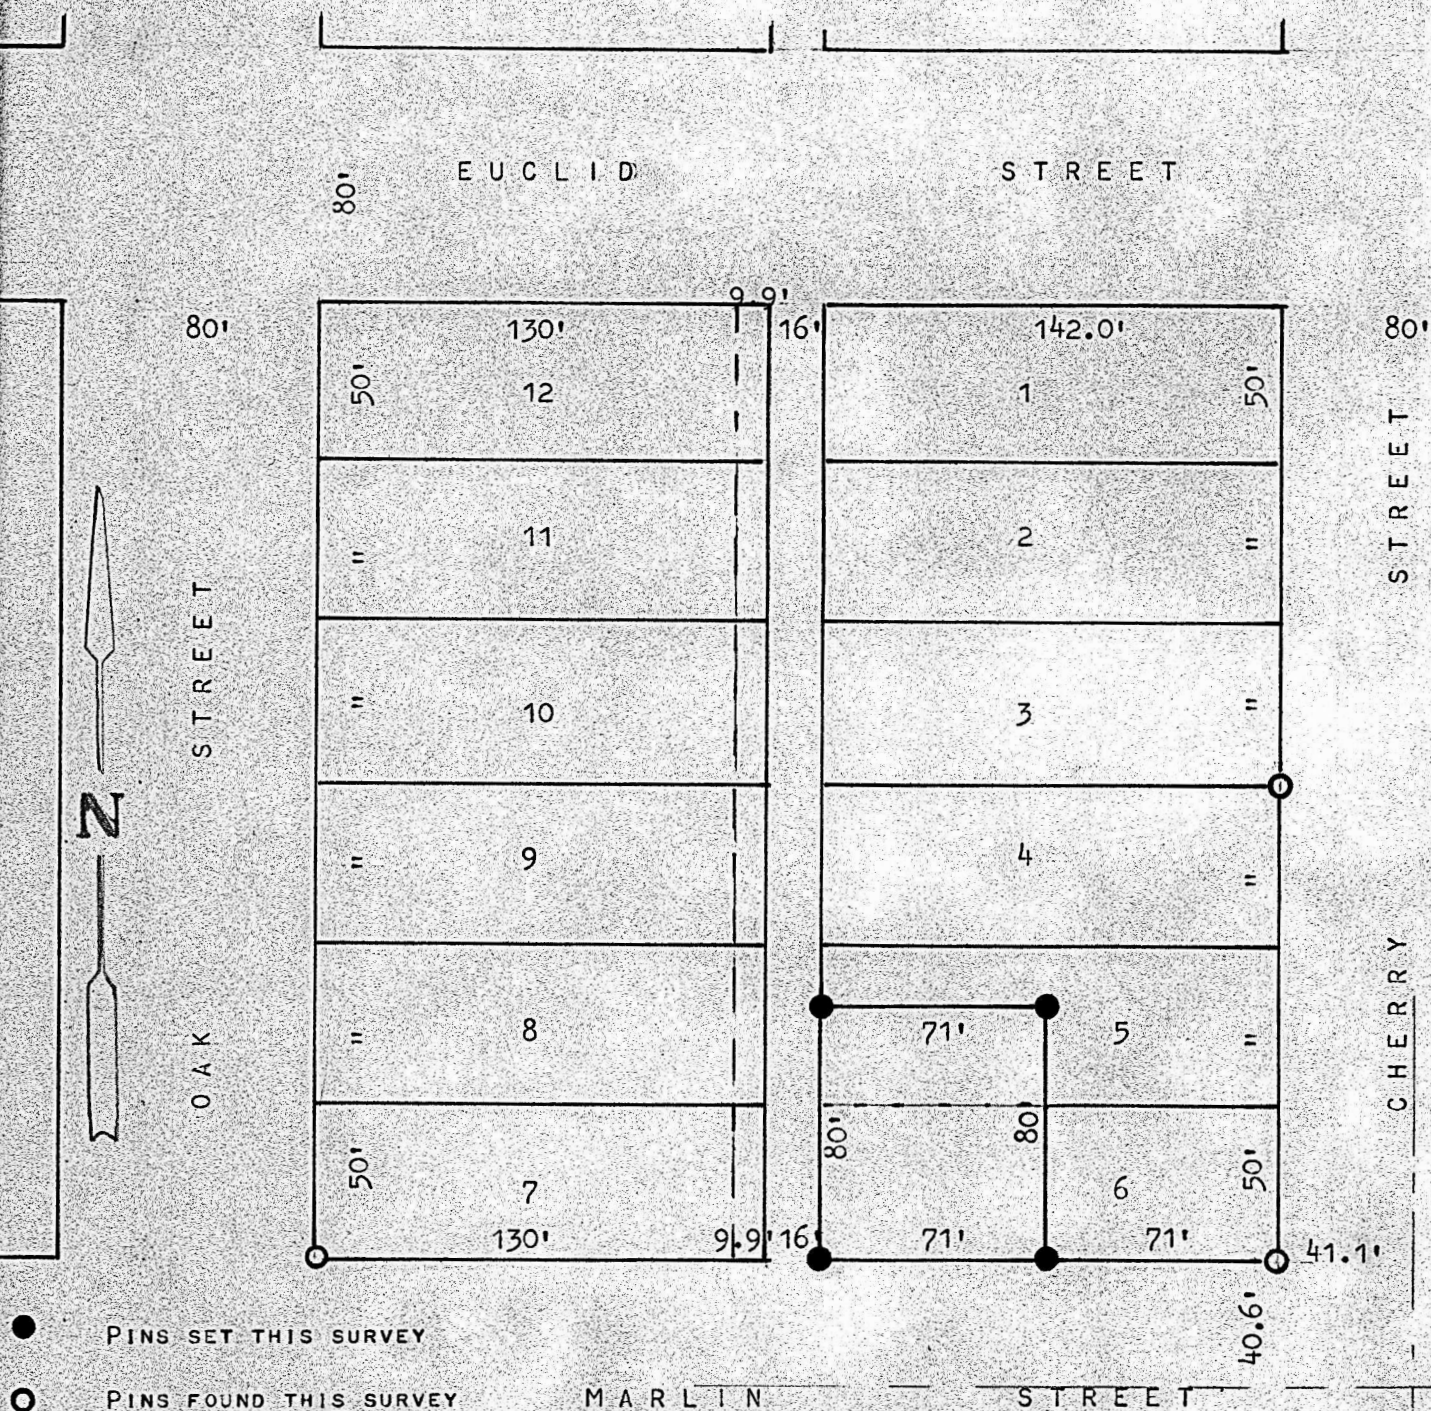 EUCLID STREET
80'
9.9'
80' 130' 16' 142.0' 80'
50' 12 1 50'
STREET
" 11 2 "
STREET
" 10 3 "
N
" 9 4 "
CHERRY
OAK
" 8 71' 5 "
80' 80'
50' 7 6 50'
130' 9.9' 16' 71' 71' 41.1'
40.6'
PINS SET THIS SURVEY
PINS FOUND THIS SURVEY
MARLIN STREET